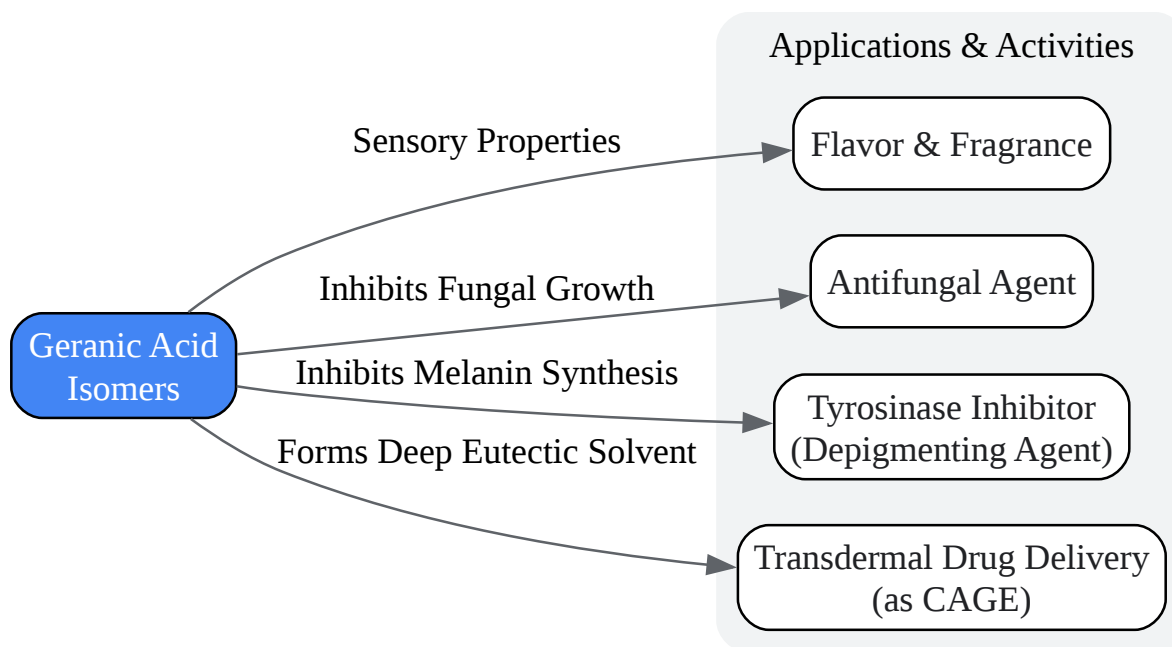 Applications & Activities
Sensory Properties
Flavor & Fragrance
Inhibits Fungal Growth
Antifungal Agent
Geranic Acid
Isomers
Inhibits Melanin Synthesis
Tyrosinase Inhibitor
(Depigmenting Agent)
Forms Deep Eutectic Solvent
Transdermal Drug Delivery
(as CAGE)